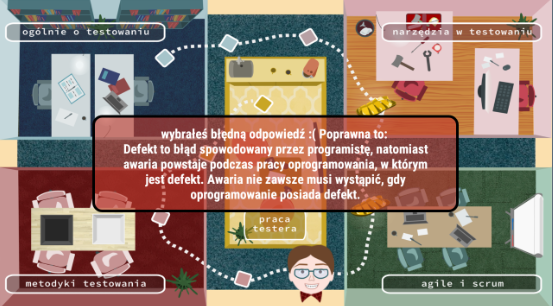 ogólnie o testowaniu
narzędzia w testowaniu
wybrałeś błędną odpowiedź :( Poprawna to:
Defekt to błąd spowodowany przez programistę, natomiast
awaria powstaje podczas pracy oprogramowania, w którym
jest defekt. Awaria nie zawsze musi wystąpić, gdy
oprogramowanie posiada defekt.
praca
testera
metodyki testowania
agile i scrum